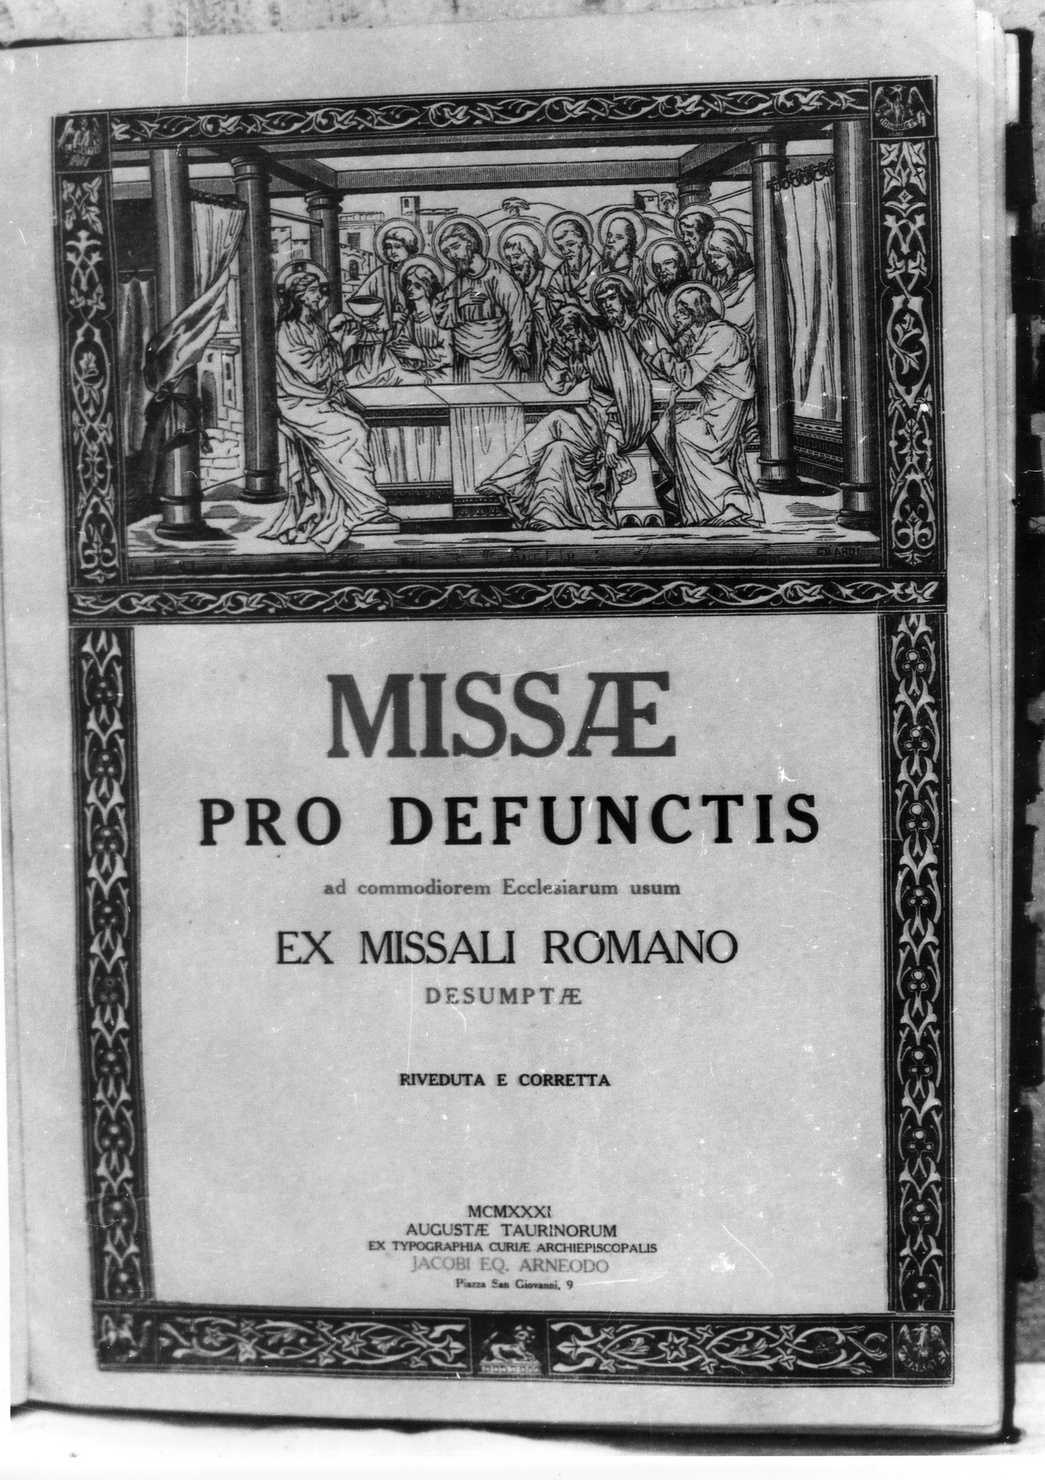 MISSÆ
PRO DEFUNCTIS
ad commodiorem Ecclesiarum usum
EX MISSALI ROMANO
DESUMPTÆ
RIVEDUTA E CORRETTA
MCMXXXI
AUGUSTÆ TAURINORUM
EX TYPOGRAPHIA CURIÆ ARCHIEPISCOPALIS
JACOBI EQ. ARNEODO
Piazza San Giovanni, 9